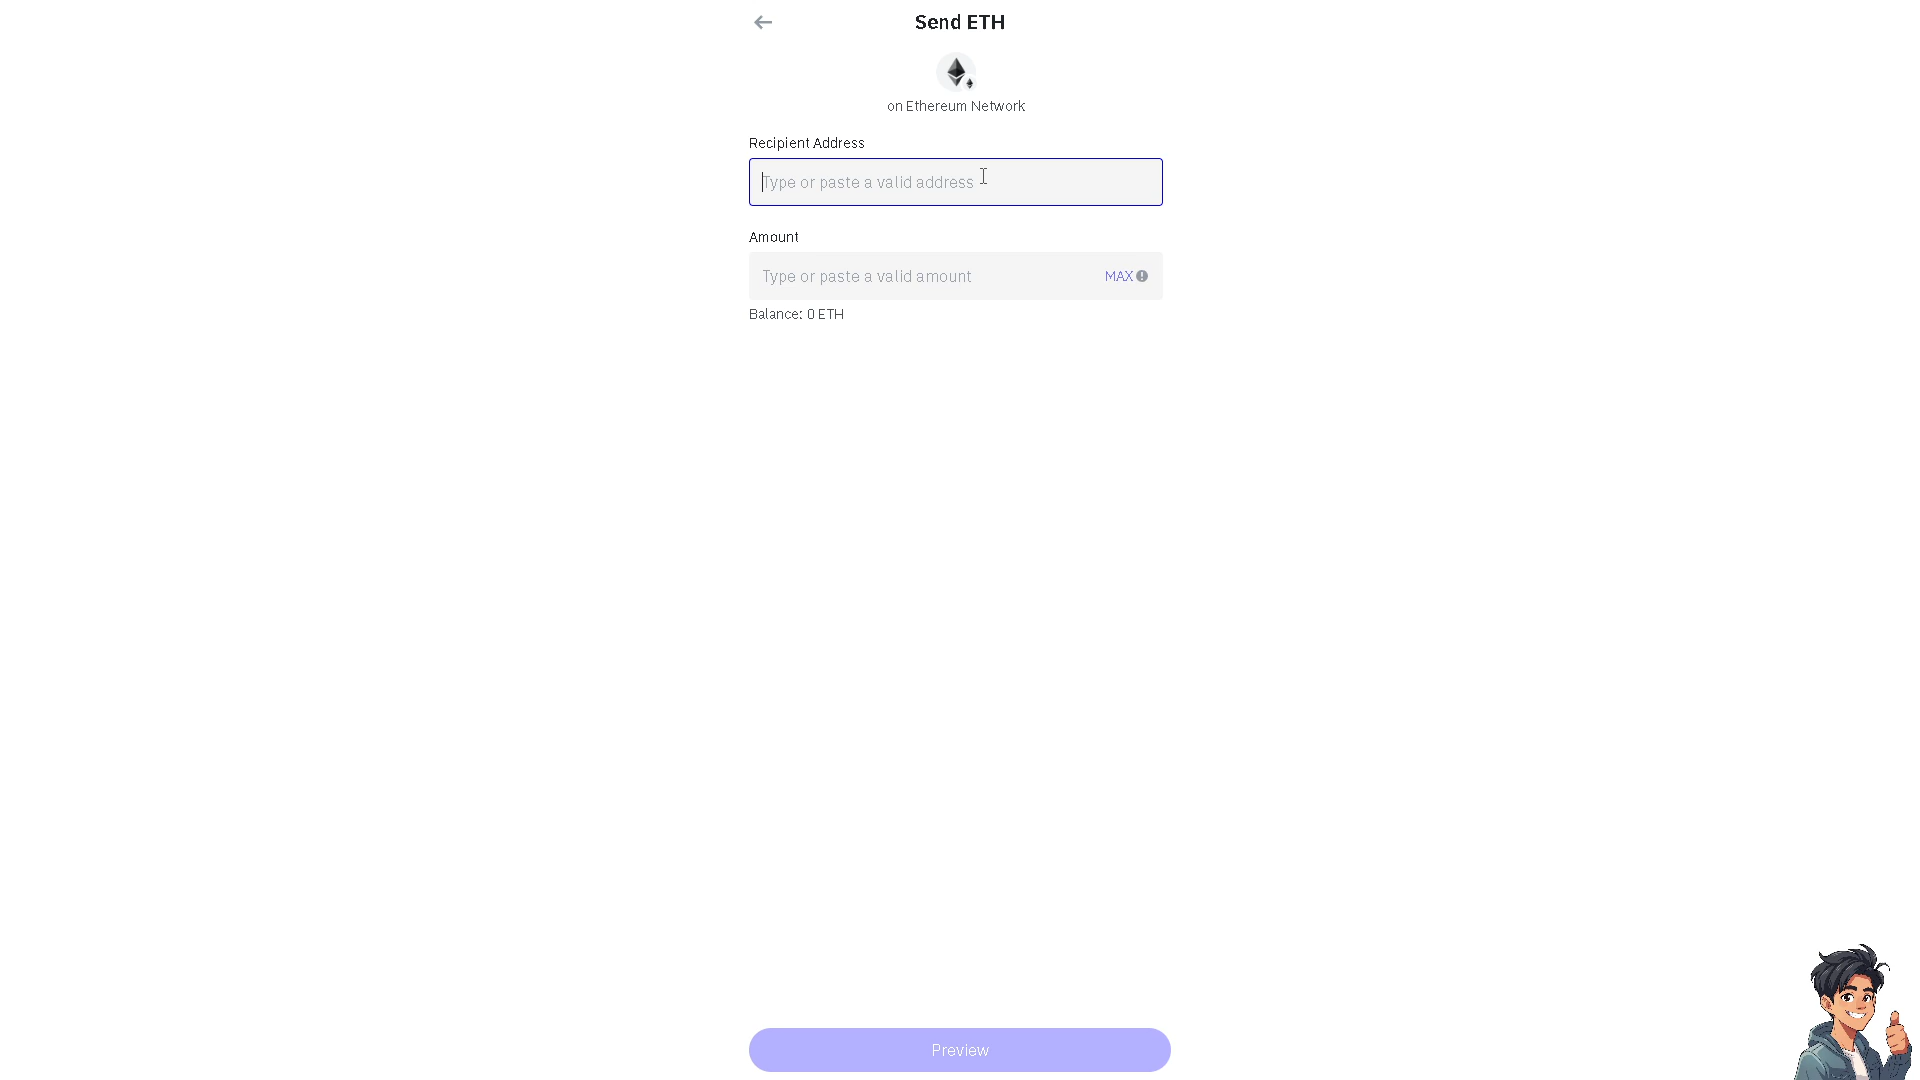 Send ETH
on Ethereum Network
Recipient Address
Type or paste a valid address
Amount
Type or paste a valid amount MAX
Balance: 0 ETH
Preview